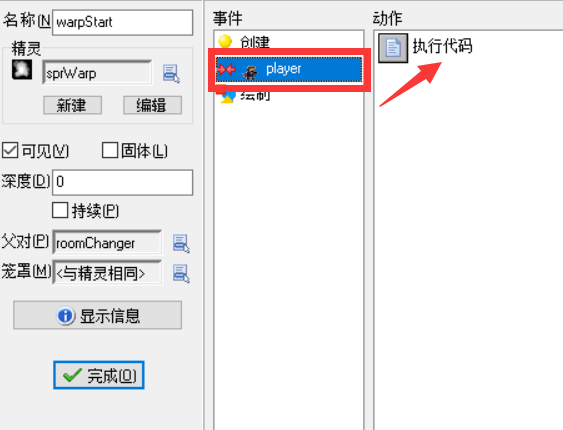 名称(N warpStart
精灵
sprWarp
新建 编辑
可见(V) 固体(L)
深度(D) 0
持续(P)
父对(P) roomChanger
笼罩(M) <与精灵相同>
显示信息
完成(O)
事件
创建
player
绘制
动作
执行代码